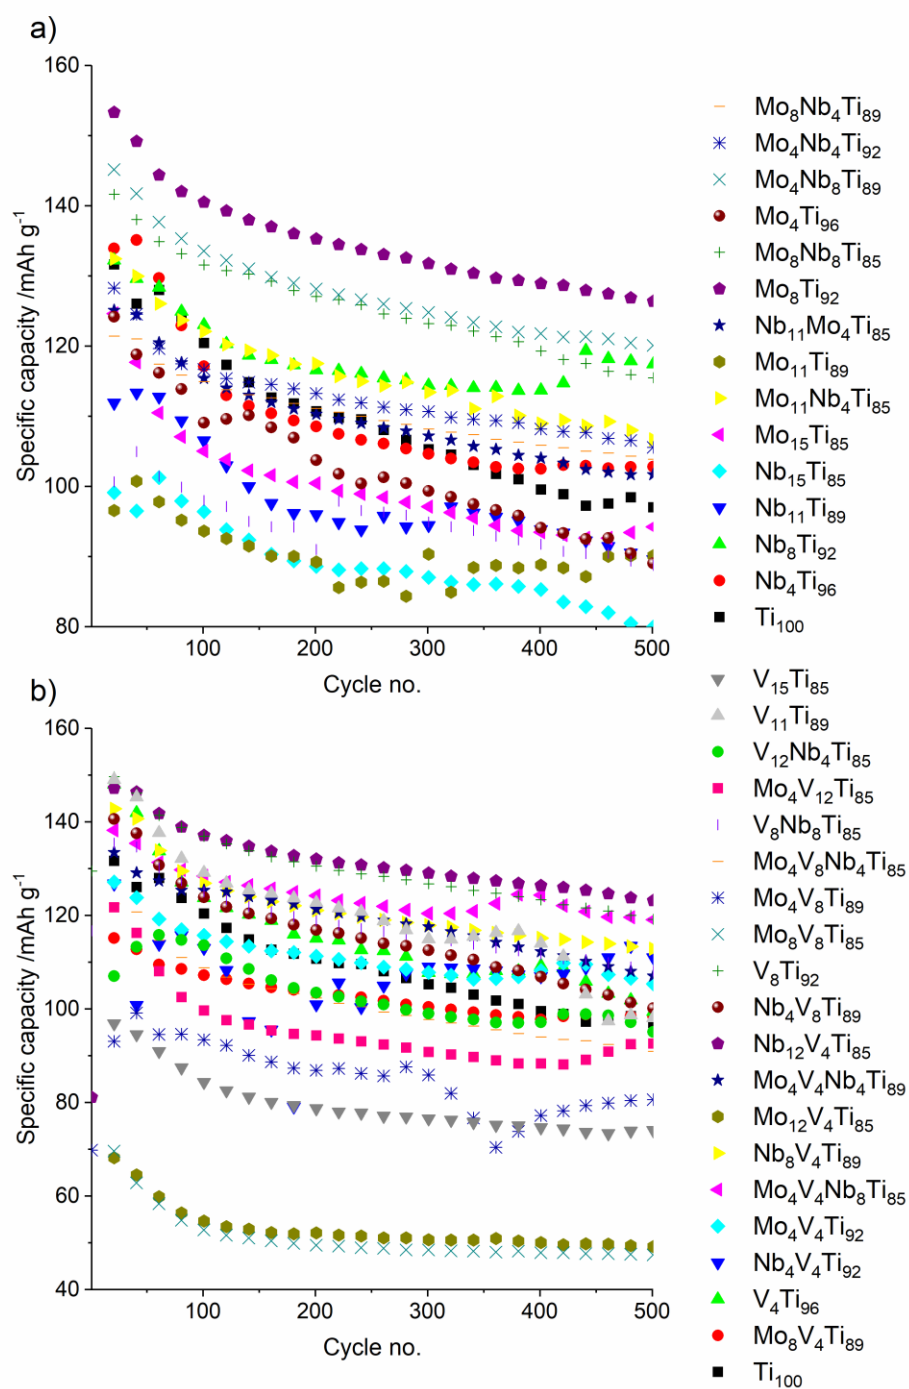 a)
160
140
120
100
80
100
200
300
400
500
Specific capacity /mAh g⁻¹
Cycle no.
Mo₈Nb₄Ti₈₉
Mo₄Nb₄Ti₉₂
Mo₄Nb₈Ti₈₉
Mo₄Ti₉₆
Mo₈Nb₈Ti₈₅
Mo₈Ti₉₂
Nb₁₁Mo₄Ti₈₅
Mo₁₁Ti₈₉
Mo₁₁Nb₄Ti₈₅
Mo₁₅Ti₈₅
Nb₁₅Ti₈₅
Nb₁₁Ti₈₉
Nb₈Ti₉₂
Nb₄Ti₉₆
Ti₁₀₀
b)
160
140
120
100
80
60
40
100
200
300
400
500
Specific capacity /mAh g⁻¹
Cycle no.
V₁₅Ti₈₅
V₁₁Ti₈₉
V₁₂Nb₄Ti₈₅
Mo₄V₁₂Ti₈₅
V₈Nb₈Ti₈₅
Mo₄V₈Nb₄Ti₈₅
Mo₄V₈Ti₈₉
Mo₈V₈Ti₈₅
V₈Ti₉₂
Nb₄V₈Ti₈₉
Nb₁₂V₄Ti₈₅
Mo₄V₄Nb₄Ti₈₉
Mo₁₂V₄Ti₈₅
Nb₈V₄Ti₈₉
Mo₄V₄Nb₈Ti₈₅
Mo₄V₄Ti₉₂
Nb₄V₄Ti₉₂
V₄Ti₉₆
Mo₈V₄Ti₈₉
Ti₁₀₀